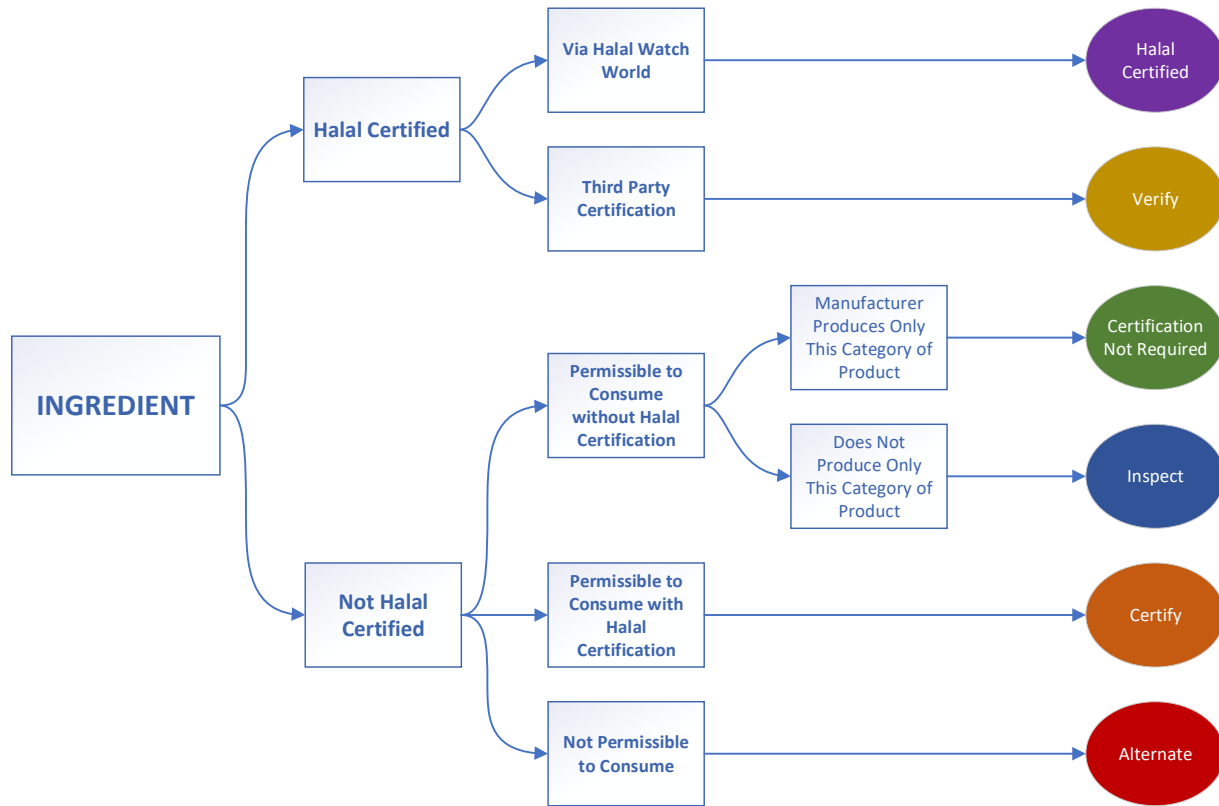 Via Halal Watch
World
Halal
Certified
Halal Certified
Third Party
Certification
Verify
Manufacturer
Produces Only
This Category of
Product
Certification
Not Required
INGREDIENT
Permissible to
Consume
without Halal
Certification
Does Not
Produce Only
This Category of
Product
Inspect
Not Halal
Certified
Permissible to
Consume with
Halal
Certification
Certify
Not Permissible
to Consume
Alternate